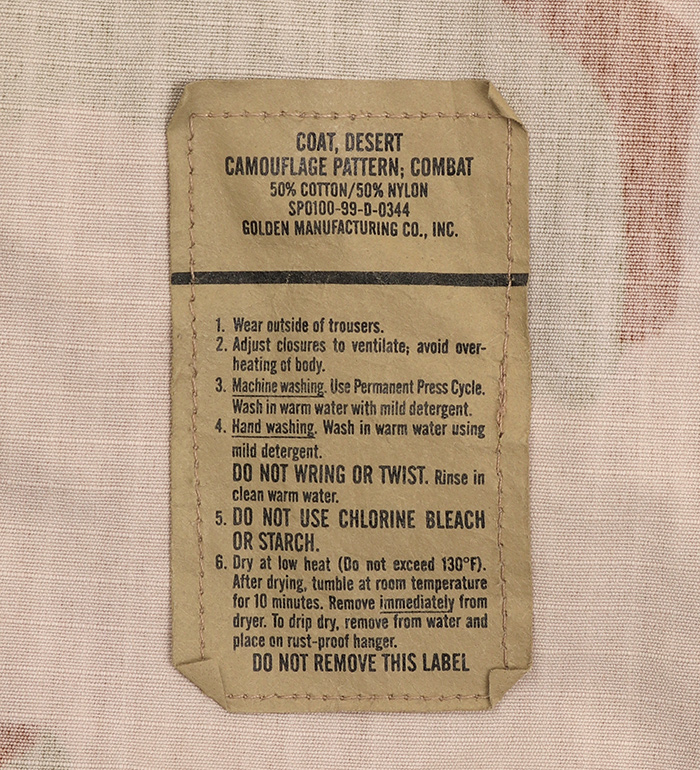 COAT, DESERT
CAMOUFLAGE PATTERN; COMBAT
50% COTTON/50% NYLON
SPO100-99-D-0344
GOLDEN MANUFACTURING CO., INC.
1. Wear outside of trousers.
2. Adjust closures to ventilate; avoid over-
heating of body.
3. Machine washing. Use Permanent Press Cycle.
Wash in warm water with mild detergent.
4. Hand washing. Wash in warm water using
mild detergent.
DO NOT WRING OR TWIST. Rinse in
clean warm water.
5. DO NOT USE CHLORINE BLEACH
OR STARCH.
6. Dry at low heat (Do not exceed 130°F).
After drying, tumble at room temperature
for 10 minutes. Remove immediately from
dryer. To drip dry, remove from water and
place on rust-proof hanger.
DO NOT REMOVE THIS LABEL